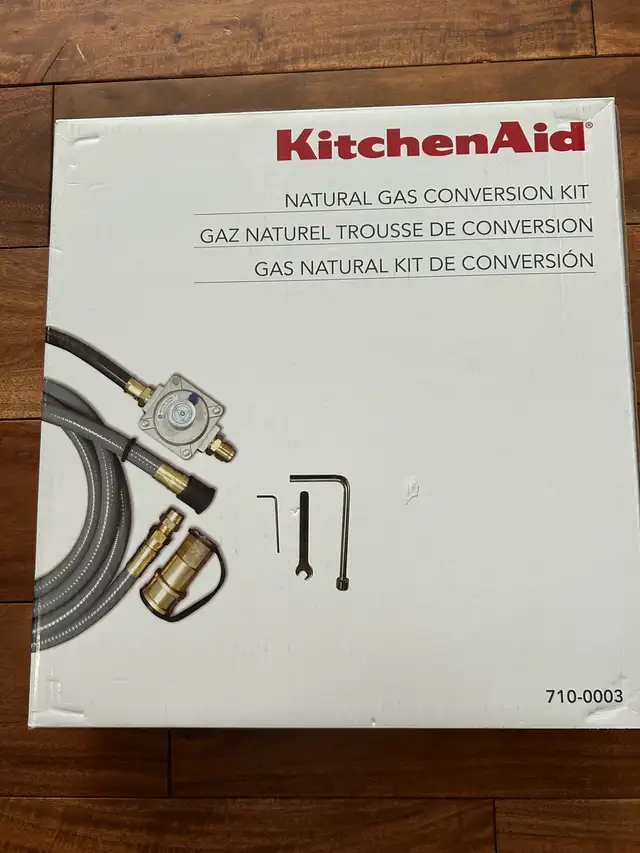 KitchenAid®
NATURAL GAS CONVERSION KIT
GAZ NATUREL TROUSSE DE CONVERSION
GAS NATURAL KIT DE CONVERSIÓN
710-0003